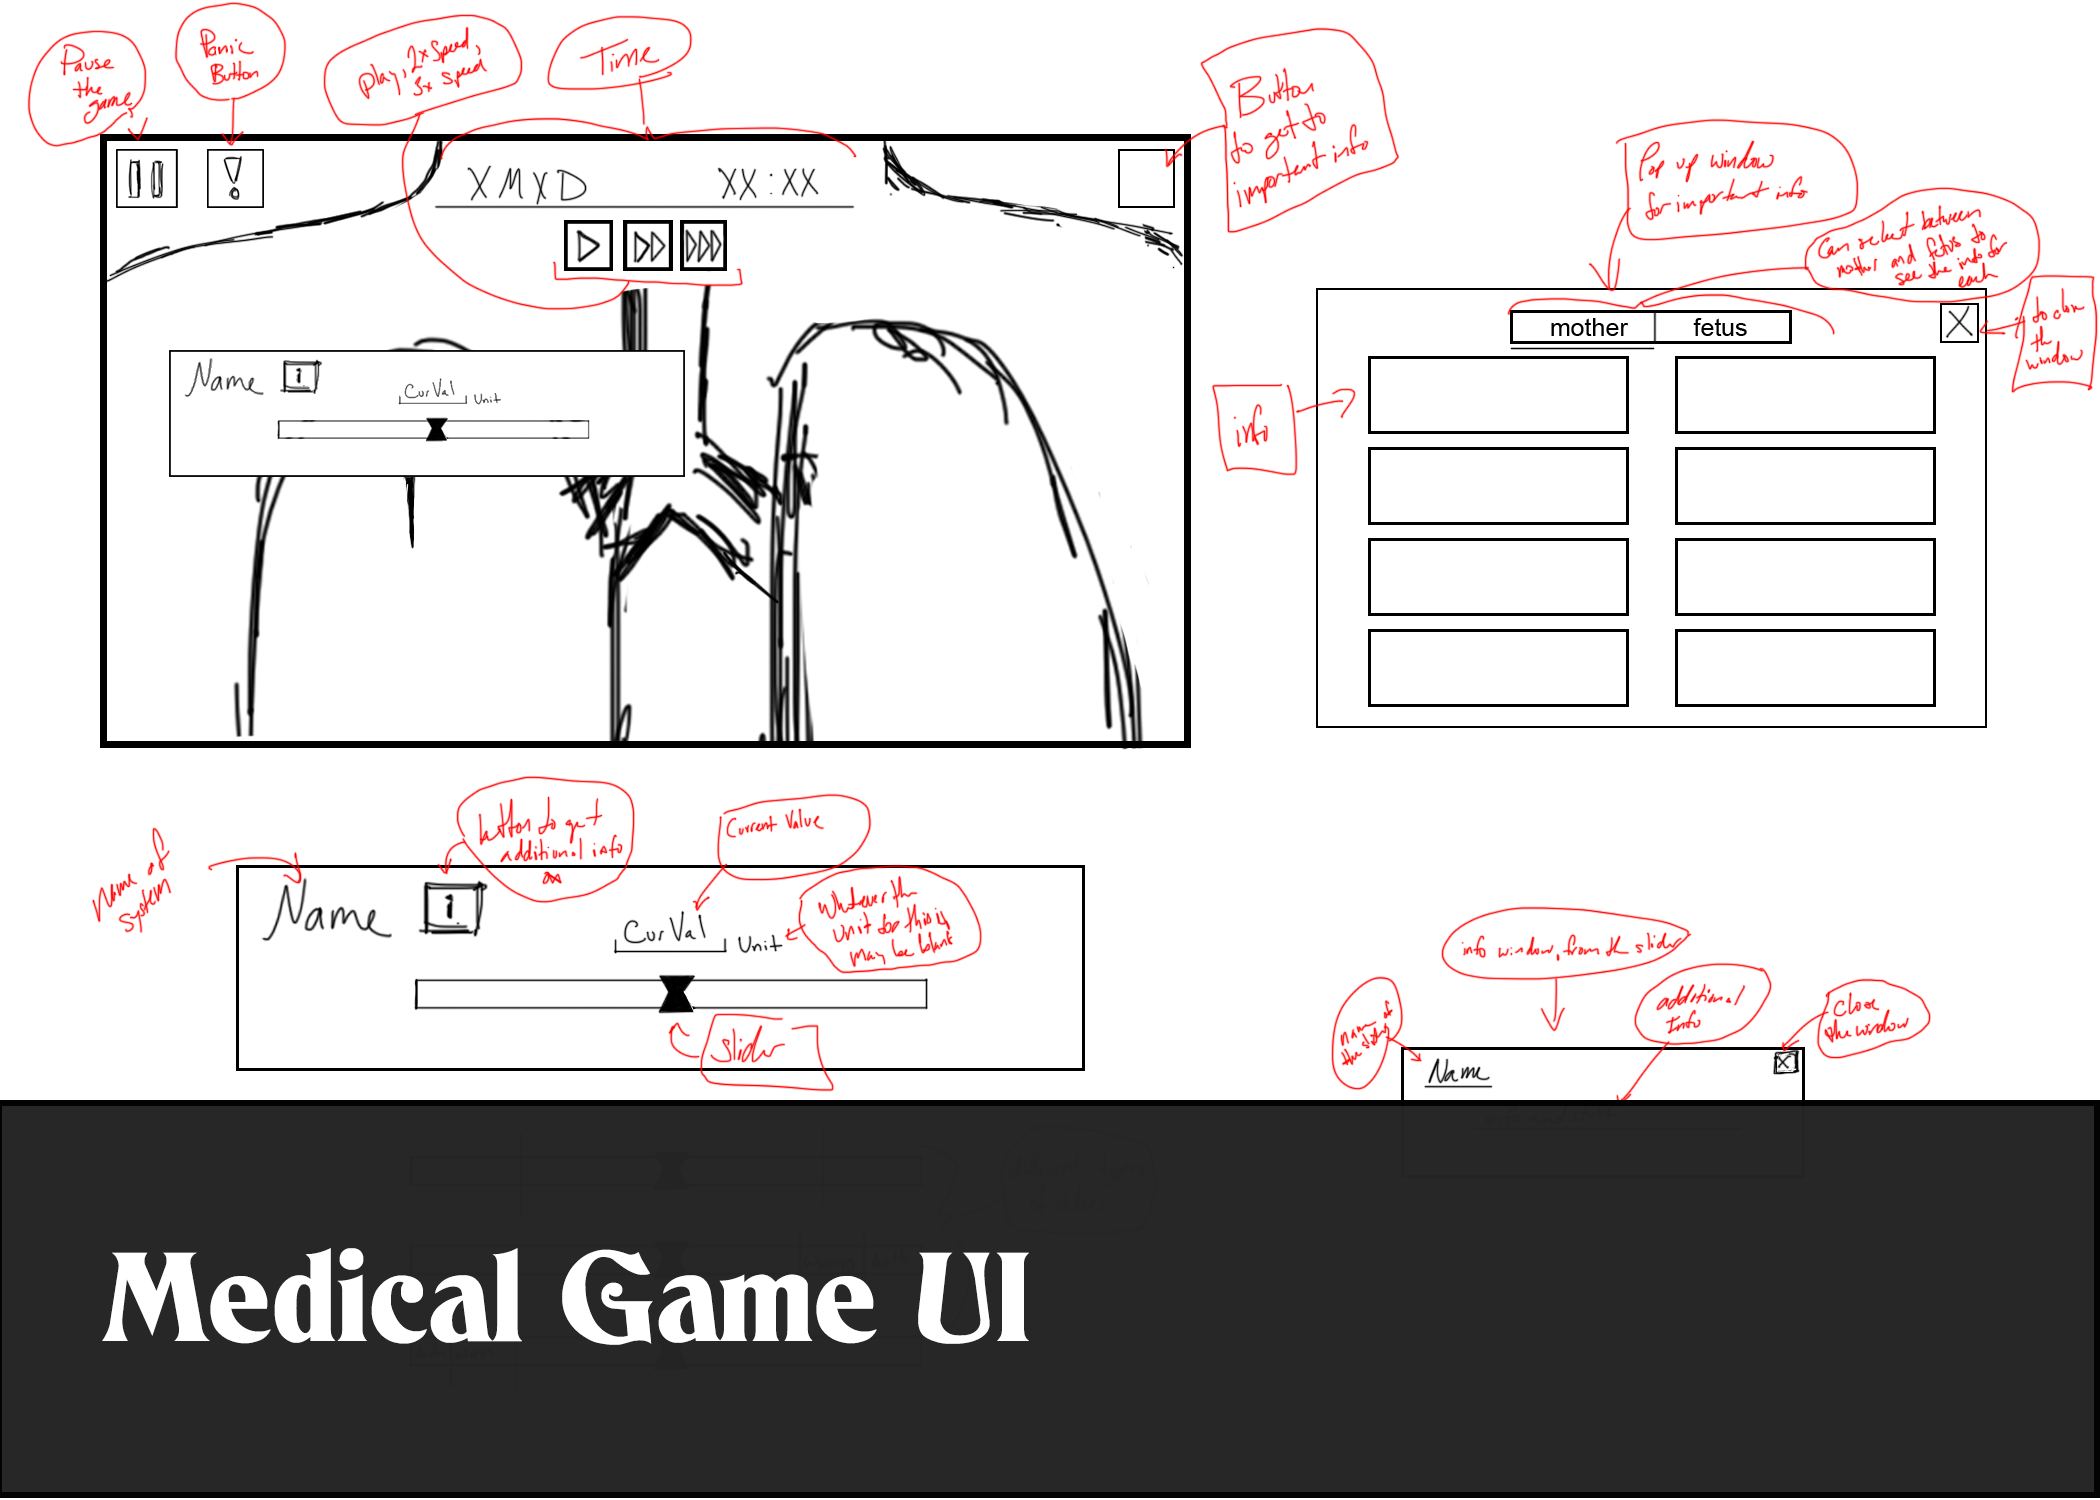 Pause
the
game
Panic
Button
Play, 2x speed,
3x speed
Time
Button
to get to
important info
XMXD
XX:XX
Name
i
CurVal
Unit
Pop up window
for important info
Can select between
mother and fetus to
see the info for
each
mother
fetus
X
to close
the
window
info
Name of
system
button to get
additional info
Current Value
Whatever the
unit for this is
may be blank
Name
i
CurVal
Unit
slider
info window, from the slider
name of
the slider
additional
Info
Close
the window
Name
X
Medical Game UI